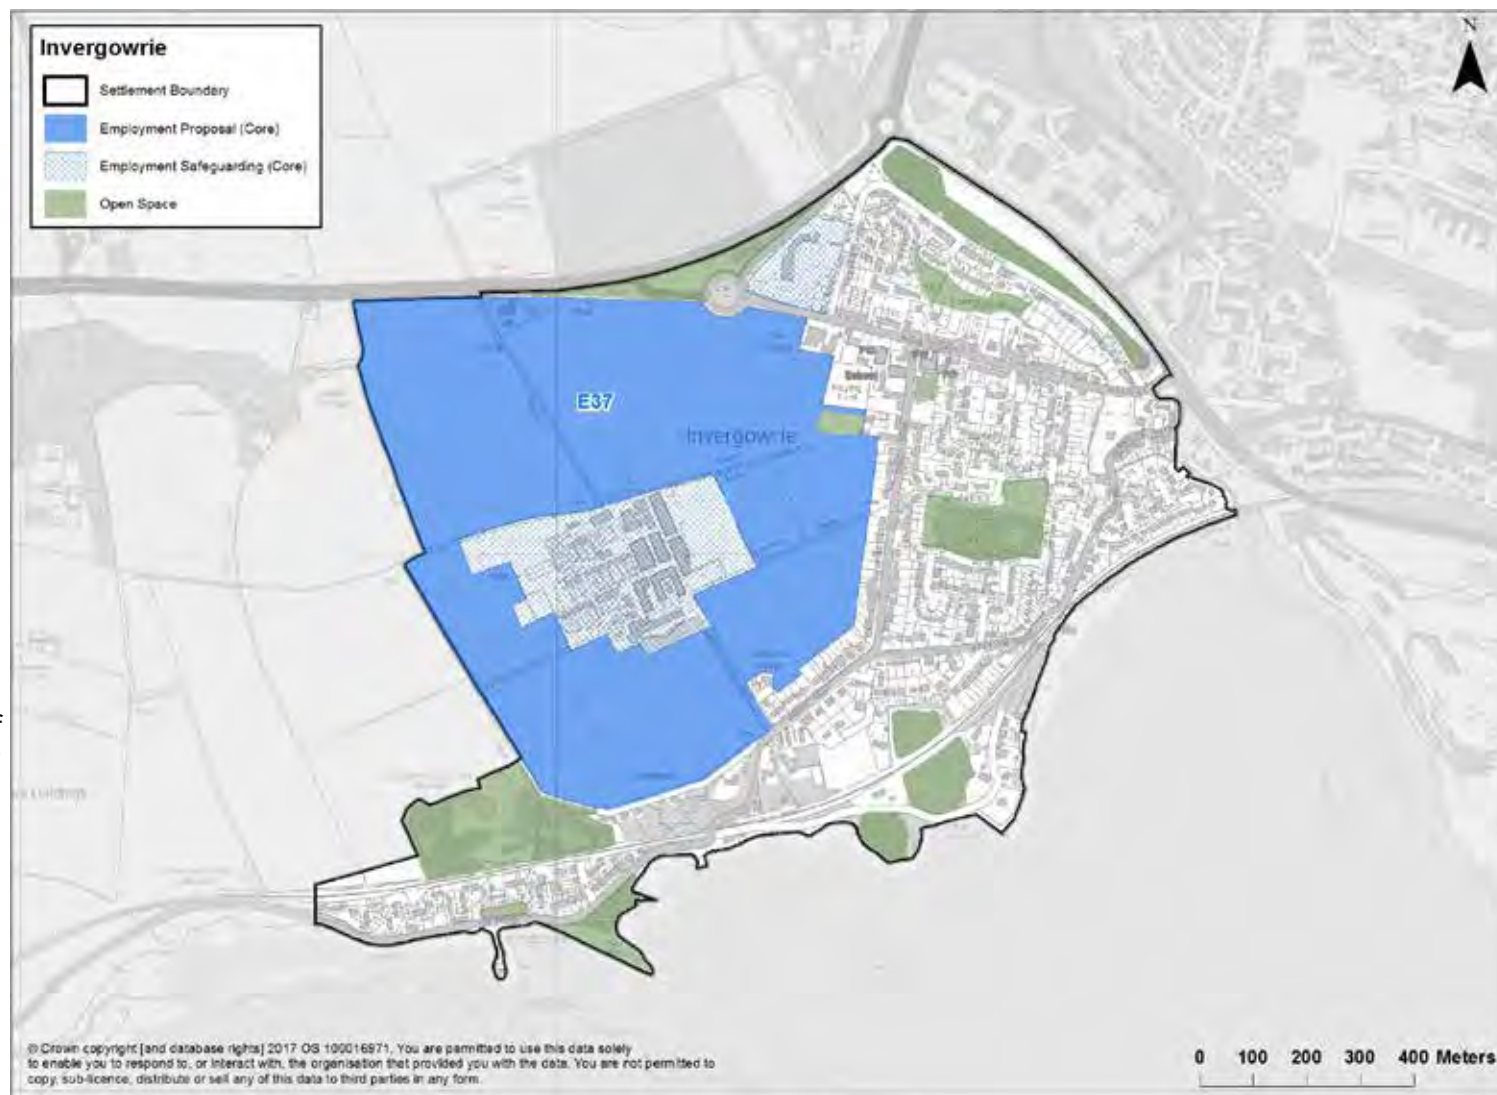 Invergowrie
Settlement Boundary
Employment Proposal (Core)
Employment Safeguarding (Core)
Open Space
N
E37
Invergowrie
School
© Crown copyright [and database rights] 2017 OS 100016971. You are permitted to use this data solely
to enable you to respond to, or interact with, the organisation that provided you with the data. You are not permitted to
copy, sub-licence, distribute or sell any of this data to third parties in any form.
0 100 200 300 400 Meters